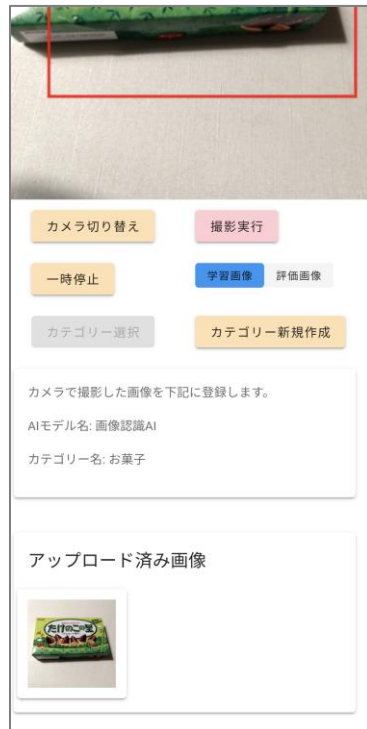 カメラ切り替え
撮影実行
一時停止
学習画像
評価画像
カテゴリー選択
カテゴリー新規作成
カメラで撮影した画像を下記に登録します。
AIモデル名: 画像認識AI
カテゴリー名: お菓子
アップロード済み画像
たけのこの里